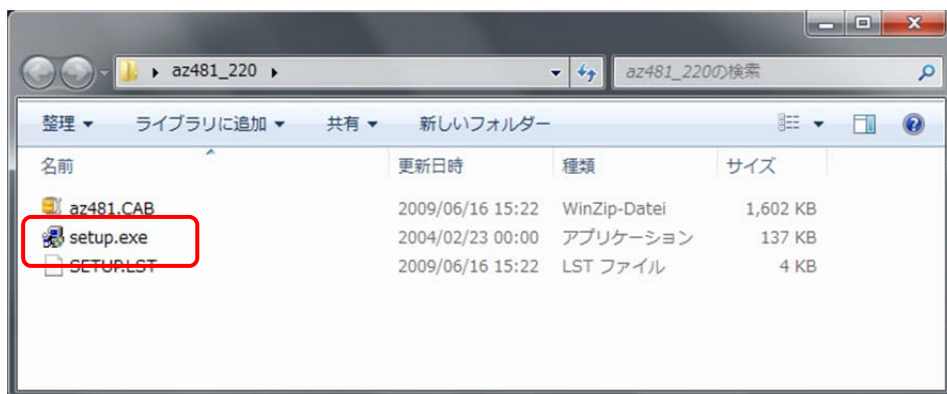 az481_220
az481_220の検索
整理 ライブラリに追加 共有 新しいフォルダー
名前 更新日時 種類 サイズ
az481.CAB 2009/06/16 15:22 WinZip-Datei 1,602 KB
setup.exe 2004/02/23 00:00 アプリケーション 137 KB
SETUP.LST 2009/06/16 15:22 LST ファイル 4 KB